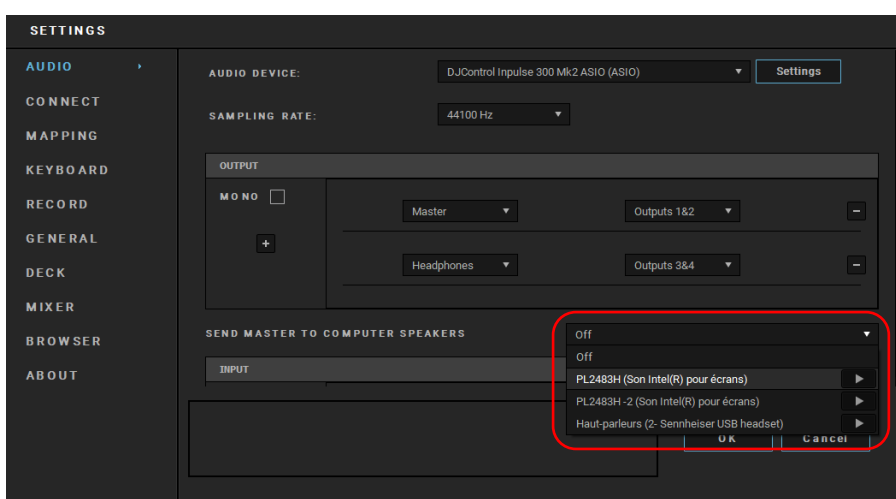 SETTINGS
AUDIO
CONNECT
MAPPING
KEYBOARD
RECORD
GENERAL
DECK
MIXER
BROWSER
ABOUT
AUDIO DEVICE: DJControl Inpulse 300 Mk2 ASIO (ASIO) Settings
SAMPLING RATE: 44100 Hz
OUTPUT
MONO
Master Outputs 1&2
+
Headphones Outputs 3&4
SEND MASTER TO COMPUTER SPEAKERS Off
Off
INPUT
PL2483H (Son Intel(R) pour écrans)
PL2483H -2 (Son Intel(R) pour écrans)
Haut-parleurs (2- Sennheiser USB headset)
OK Cancel